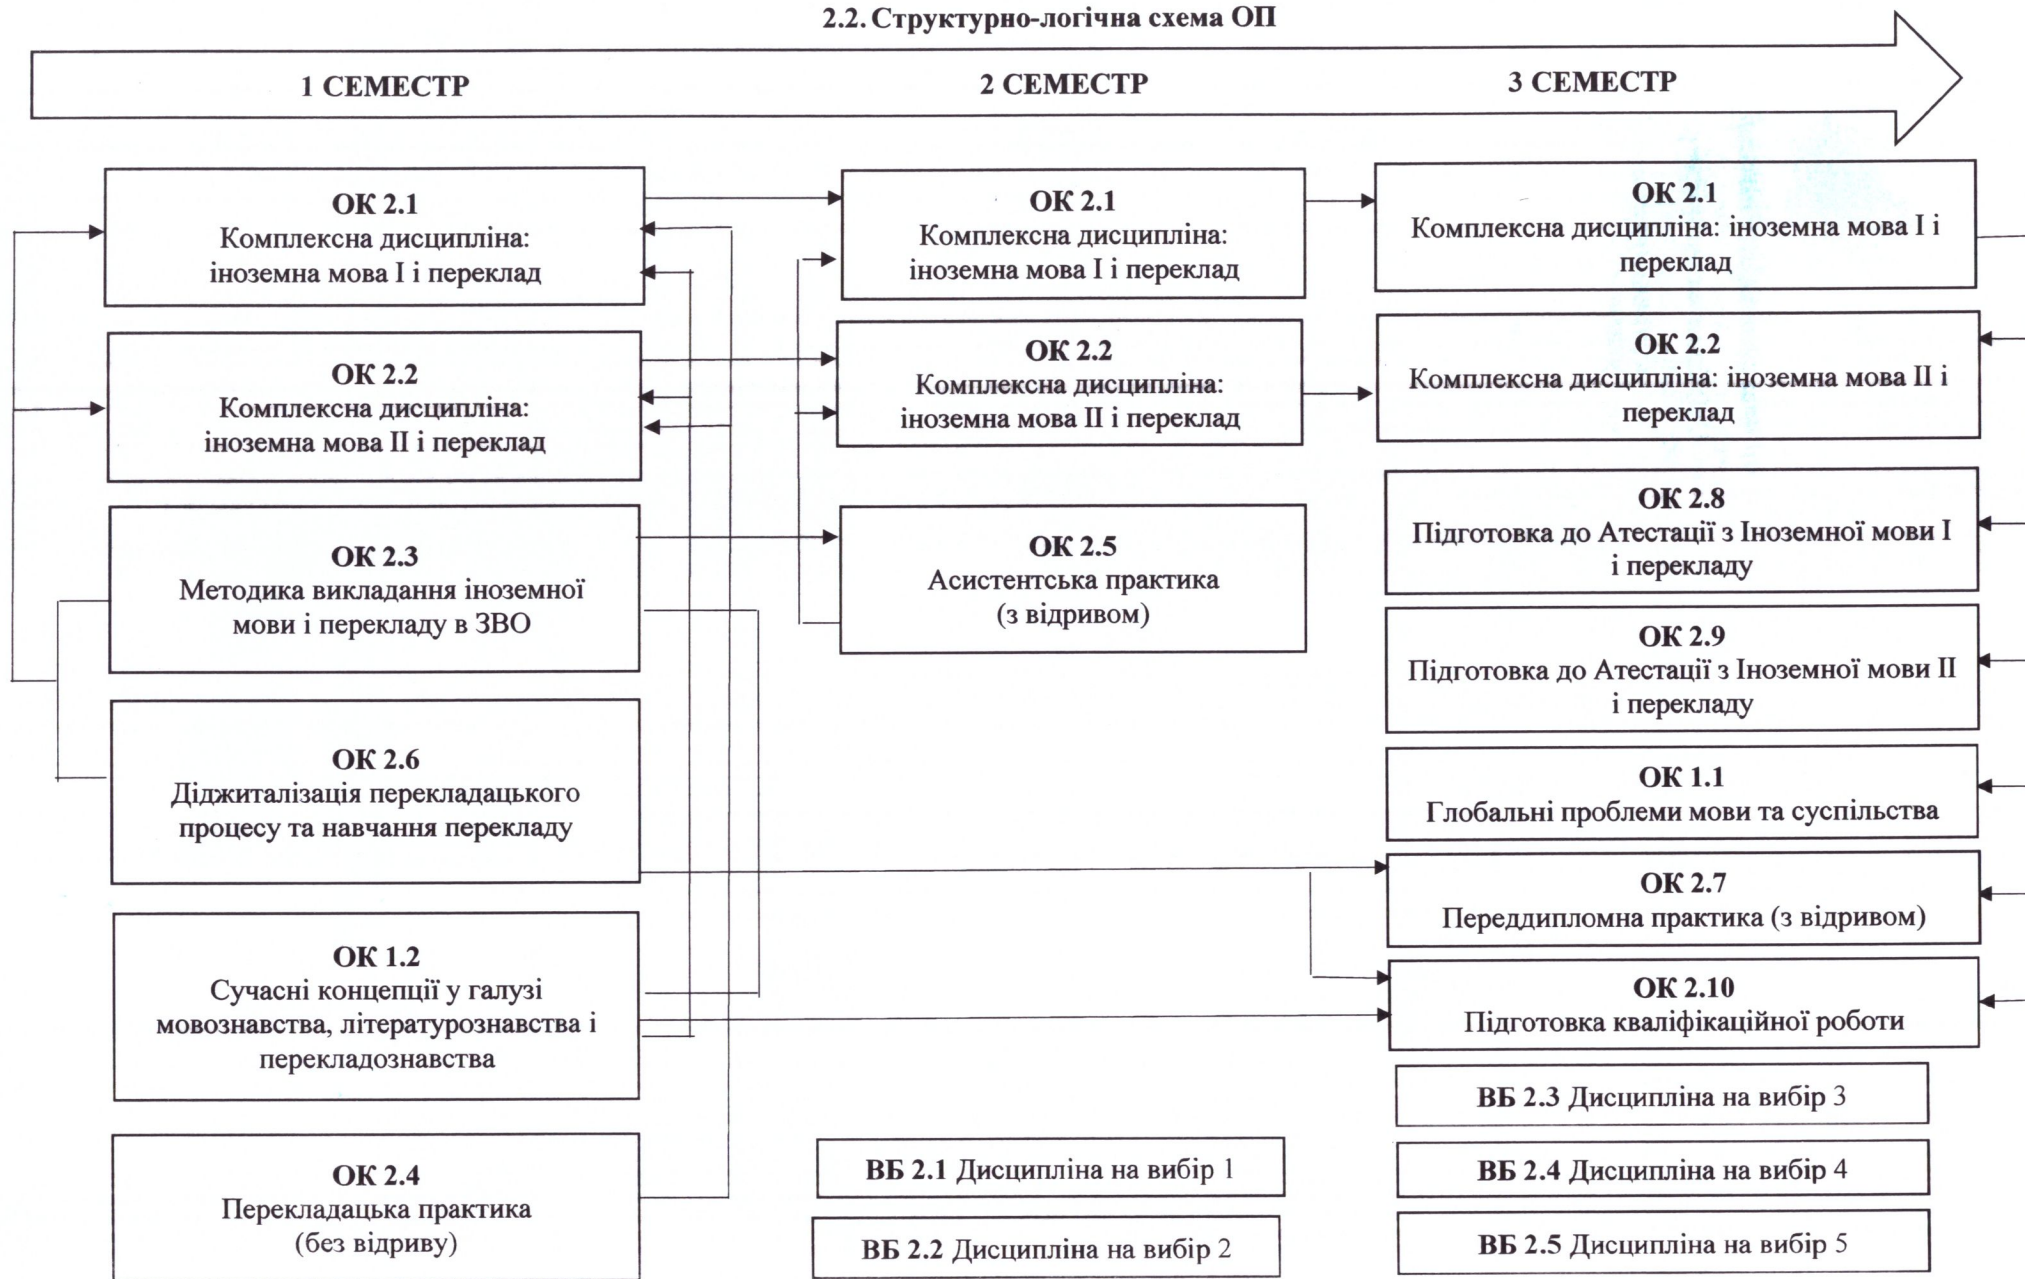 2.2. Структурно-логічна схема ОП
1 СЕМЕСТР
2 СЕМЕСТР
3 СЕМЕСТР
ОК 2.1
Комплексна дисципліна:
іноземна мова I і переклад
ОК 2.2
Комплексна дисципліна:
іноземна мова II і переклад
ОК 2.3
Методика викладання іноземної
мови і перекладу в ЗВО
ОК 2.6
Діджиталізація перекладацького
процесу та навчання перекладу
ОК 1.2
Сучасні концепції у галузі
мовознавства, літературознавства і
перекладознавства
ОК 2.4
Перекладацька практика
(без відриву)
ОК 2.1
Комплексна дисципліна:
іноземна мова I і переклад
ОК 2.2
Комплексна дисципліна:
іноземна мова II і переклад
ОК 2.5
Асистентська практика
(з відривом)
ВБ 2.1 Дисципліна на вибір 1
ВБ 2.2 Дисципліна на вибір 2
ОК 2.1
Комплексна дисципліна: іноземна мова I і
переклад
ОК 2.2
Комплексна дисципліна: іноземна мова II і
переклад
ОК 2.8
Підготовка до Атестації з Іноземної мови I
і перекладу
ОК 2.9
Підготовка до Атестації з Іноземної мови II
і перекладу
ОК 1.1
Глобальні проблеми мови та суспільства
ОК 2.7
Переддипломна практика (з відривом)
ОК 2.10
Підготовка кваліфікаційної роботи
ВБ 2.3 Дисципліна на вибір 3
ВБ 2.4 Дисципліна на вибір 4
ВБ 2.5 Дисципліна на вибір 5